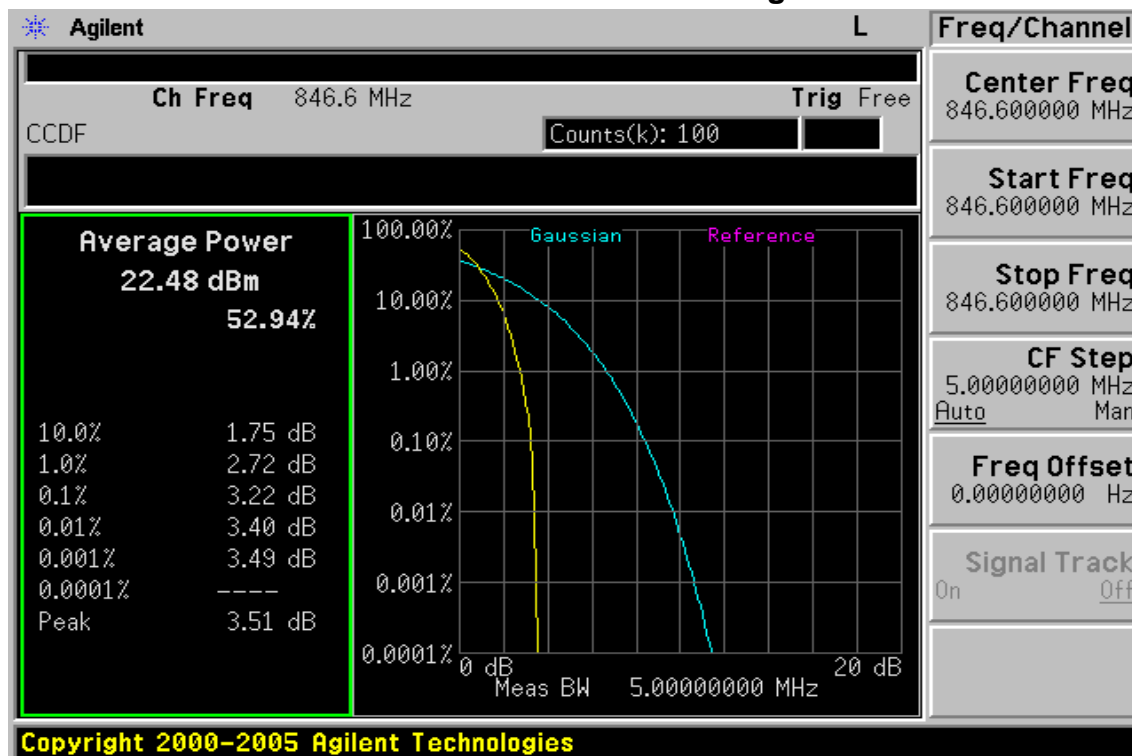 Agilent L Freq/Channel
Ch Freq 846.6 MHz Trig Free
CCDF Counts(k): 100
Average Power
22.48 dBm
52.94%
10.0% 1.75 dB
1.0% 2.72 dB
0.1% 3.22 dB
0.01% 3.40 dB
0.001% 3.49 dB
0.0001% ----
Peak 3.51 dB
Gaussian Reference
100.00%
10.00%
1.00%
0.10%
0.01%
0.001%
0.0001%
0 dB 20 dB
Meas BW 5.00000000 MHz
Center Freq
846.600000 MHz
Start Freq
846.600000 MHz
Stop Freq
846.600000 MHz
CF Step
5.00000000 MHz
Auto Man
Freq Offset
0.00000000 Hz
Signal Track
On Off
Copyright 2000-2005 Agilent Technologies